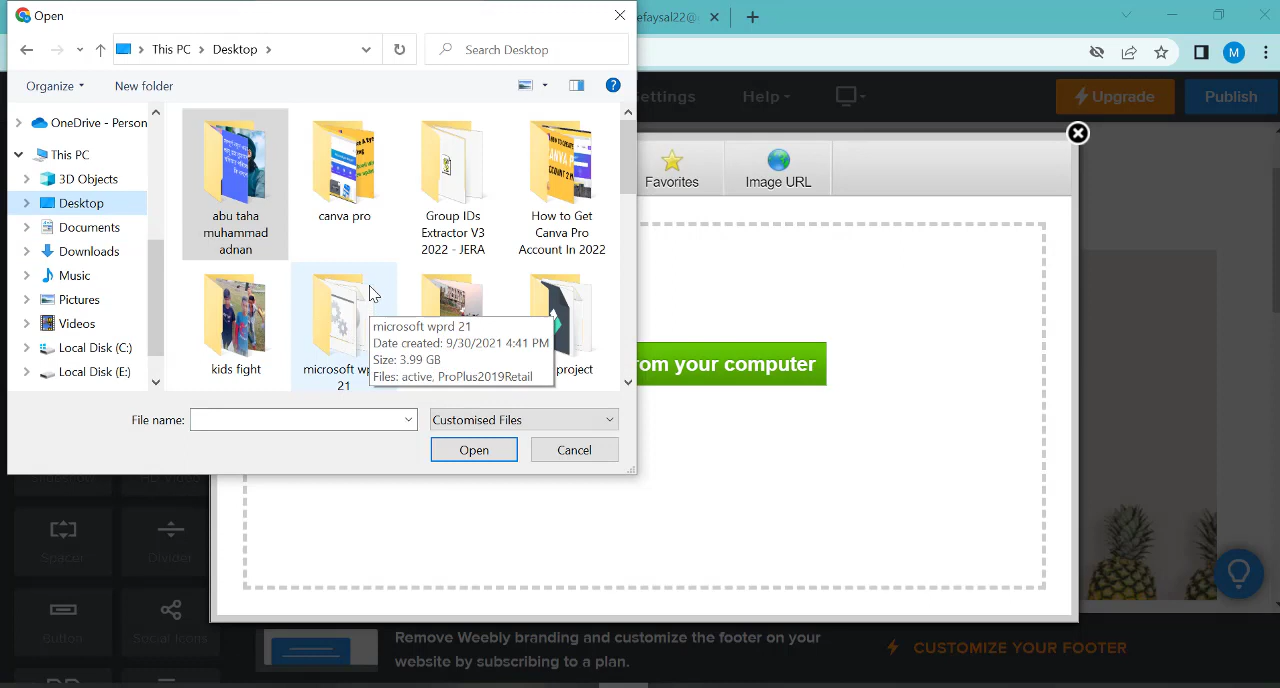 Open
efaysal22@
This PC
Desktop
Search Desktop
M
Organize
New folder
OneDrive - Person
This PC
3D Objects
Desktop
Documents
Downloads
Music
Pictures
Videos
Local Disk (C:)
Local Disk (E:)
abu taha
muhammad
adnan
canva pro
Group IDs
Extractor V3
2022 - JERA
How to Get
Canva Pro
Account In 2022
kids fight
microsoft wp
21
project
microsoft wprd 21
Date created: 9/30/2021 4:41 PM
Size: 3.99 GB
Files: active, ProPlus2019Retail
File name:
Customised Files
Open
Cancel
ettings
Help
Upgrade
Publish
Favorites
Image URL
om your computer
Spacer
Divider
Button
Social Icons
Remove Weebly branding and customize the footer on your
website by subscribing to a plan.
CUSTOMIZE YOUR FOOTER